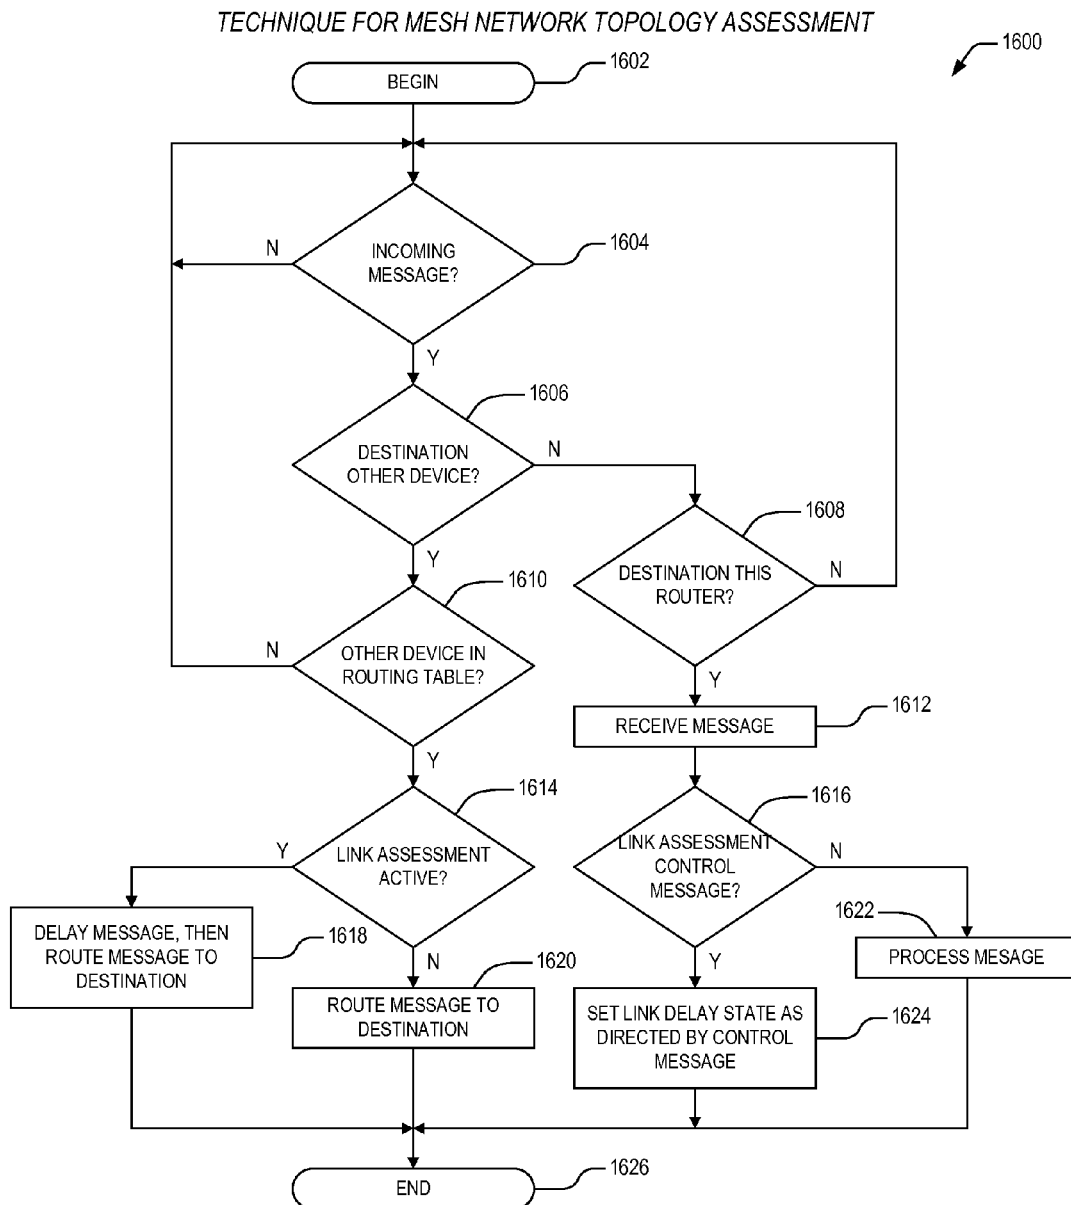 TECHNIQUE FOR MESH NETWORK TOPOLOGY ASSESSMENT
1600
1602
BEGIN
N
INCOMING
MESSAGE?
1604
Y
1606
DESTINATION
OTHER DEVICE?
N
1608
Y
1610
DESTINATION THIS
ROUTER?
N
N
OTHER DEVICE IN
ROUTING TABLE?
Y
RECEIVE MESSAGE
1612
Y
1614
1616
Y
LINK ASSESSMENT
ACTIVE?
LINK ASSESSMENT
CONTROL
MESSAGE?
N
DELAY MESSAGE, THEN
ROUTE MESSAGE TO
DESTINATION
1618
1622
PROCESS MESAGE
N
1620
Y
ROUTE MESSAGE TO
DESTINATION
SET LINK DELAY STATE AS
DIRECTED BY CONTROL
MESSAGE
1624
END
1626